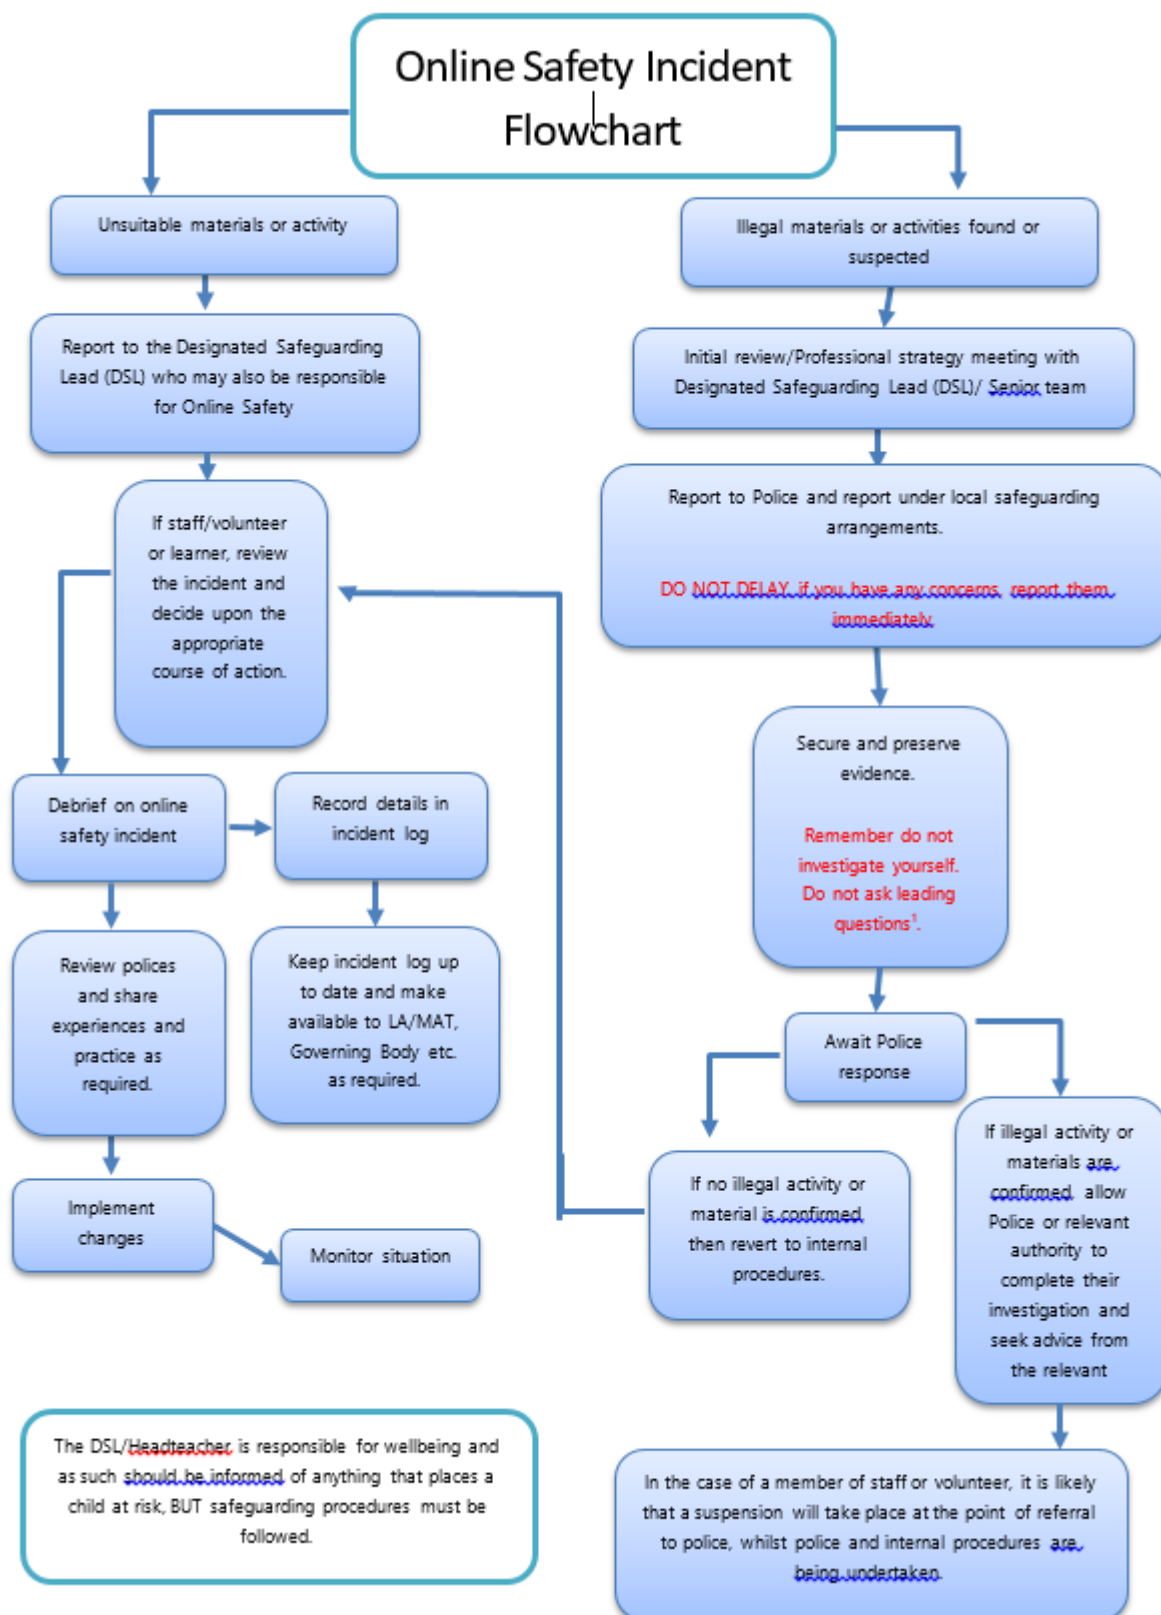 Online Safety Incident
Flowchart
Unsuitable materials or activity
Report to the Designated Safeguarding
Lead (DSL) who may also be responsible
for Online Safety
If staff/volunteer
or learner, review
the incident and
decide upon the
appropriate
course of action.
Debrief on online
safety incident
Record details in
incident log
Review polices
and share
experiences and
practice as
required.
Keep incident log up
to date and make
available to LA/MAT,
Governing Body etc.
as required.
Implement
changes
Monitor situation
Illegal materials or activities found or
suspected
Initial review/Professional strategy meeting with
Designated Safeguarding Lead (DSL)/ Senior team
Report to Police and report under local safeguarding
arrangements.
DO NOT DELAY, if you have any concerns, report them
immediately.
Secure and preserve
evidence.
Remember do not
investigate yourself.
Do not ask leading
questions¹.
Await Police
response
If no illegal activity or
material is confirmed,
then revert to internal
procedures.
If illegal activity or
materials are
confirmed, allow
Police or relevant
authority to
complete their
investigation and
seek advice from
the relevant
In the case of a member of staff or volunteer, it is likely
that a suspension will take place at the point of referral
to police, whilst police and internal procedures are
being undertaken.
The DSL/Headteacher is responsible for wellbeing and
as such should be informed of anything that places a
child at risk, BUT safeguarding procedures must be
followed.